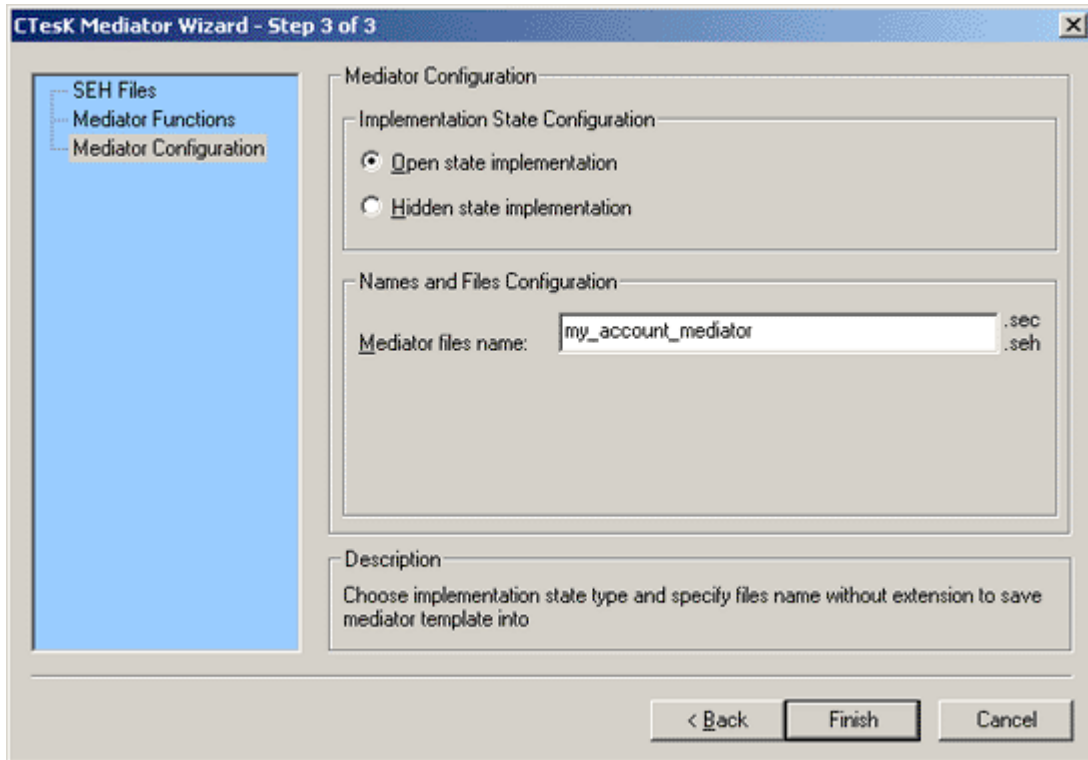 CTesK Mediator Wizard - Step 3 of 3
SEH Files
Mediator Functions
Mediator Configuration
Mediator Configuration
Implementation State Configuration
Open state implementation
Hidden state implementation
Names and Files Configuration
Mediator files name:
my_account_mediator
.sec
.seh
Description
Choose implementation state type and specify files name without extension to save
mediator template into
< Back
Finish
Cancel